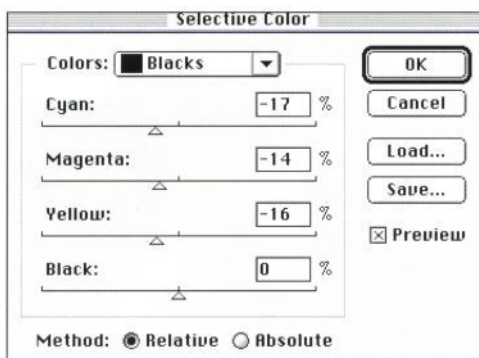 Selective Color
Colors: Blacks
OK
Cyan: -17 %
Cancel
Magenta: -14 %
Load...
Save...
Yellow: -16 %
Preview
Black: 0 %
Method: Relative Absolute